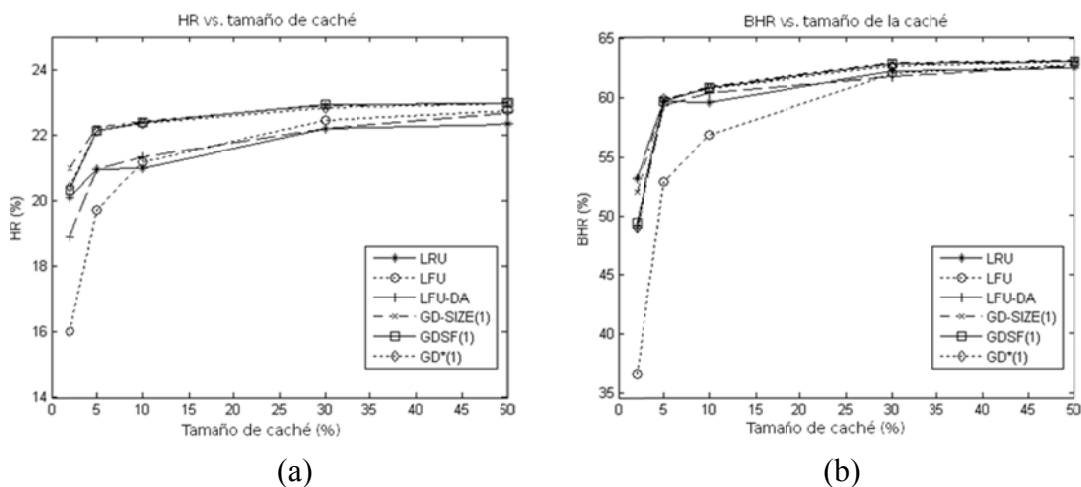 HR vs. tamaño de caché
24
22
20
18
16
14
HR (%)
0 5 10 15 20 25 30 35 40 45 50
Tamaño de caché (%)
LRU
LFU
LFU-DA
GD-SIZE(1)
GDSF(1)
GD*(1)
(a)
BHR vs. tamaño de la caché
65
60
55
50
45
40
35
BHR (%)
0 5 10 15 20 25 30 35 40 45 50
Tamaño de caché (%)
LRU
LFU
LFU-DA
GD-SIZE(1)
GDSF(1)
GD*(1)
(b)